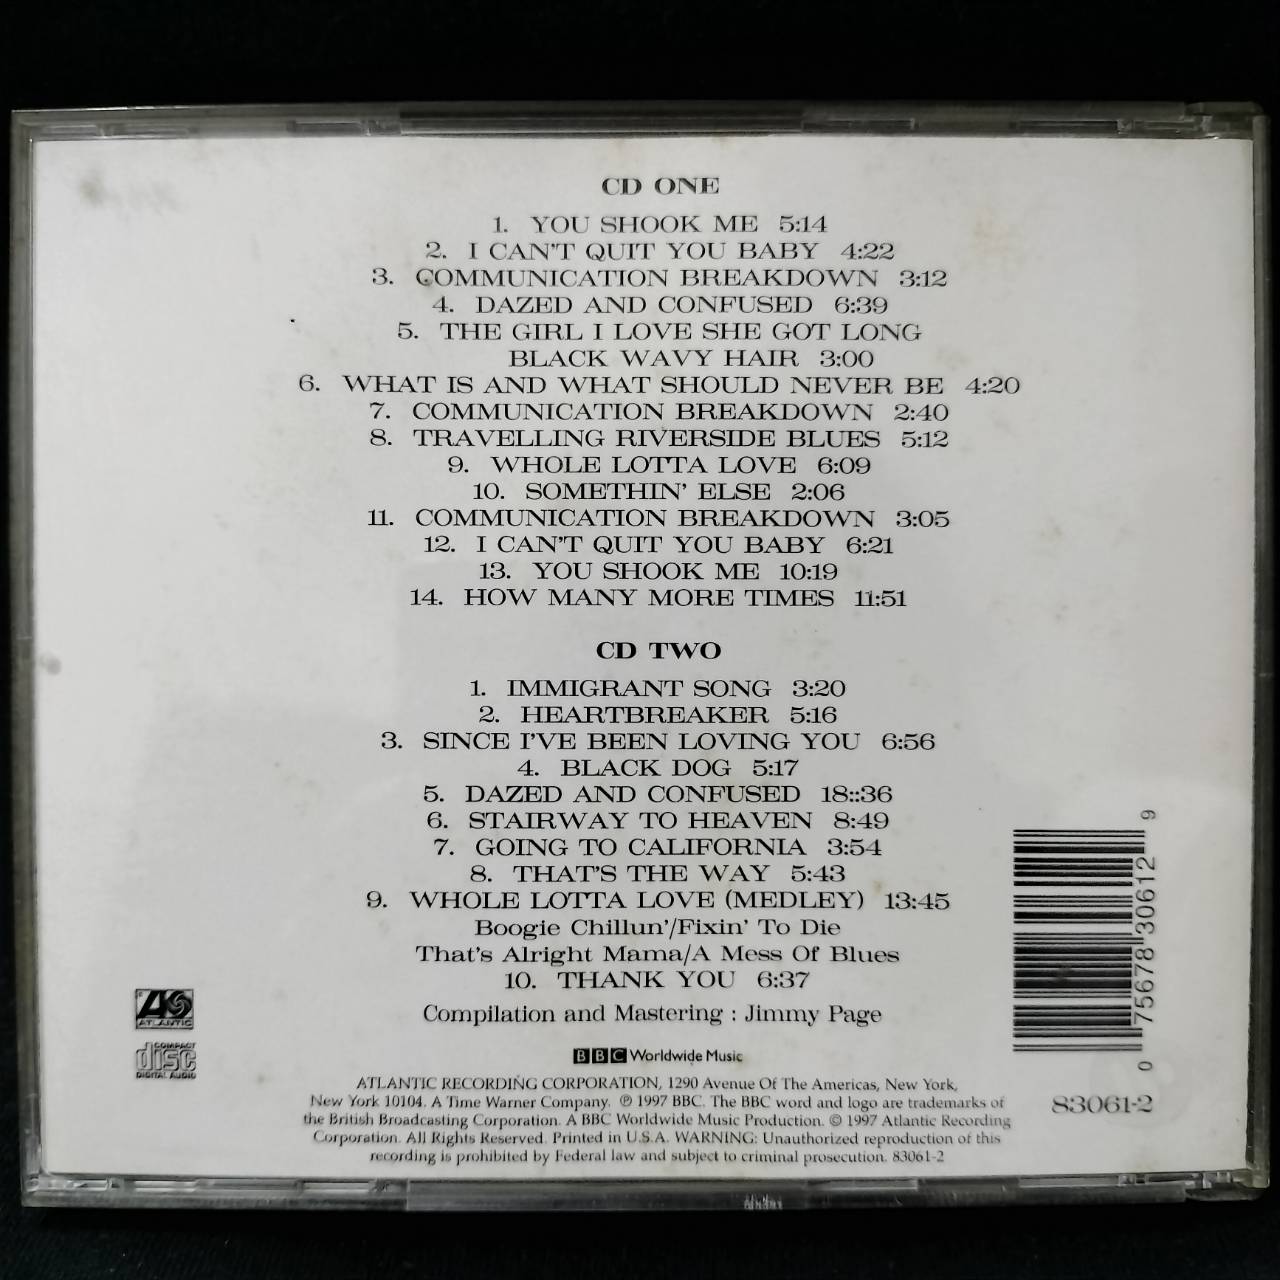 CD ONE
1. YOU SHOOK ME 5:14
2. I CAN'T QUIT YOU BABY 4:22
3. COMMUNICATION BREAKDOWN 3:12
4. DAZED AND CONFUSED 6:39
5. THE GIRL I LOVE SHE GOT LONG
BLACK WAVY HAIR 3:00
6. WHAT IS AND WHAT SHOULD NEVER BE 4:20
7. COMMUNICATION BREAKDOWN 2:40
8. TRAVELLING RIVERSIDE BLUES 5:12
9. WHOLE LOTTA LOVE 6:09
10. SOMETHIN' ELSE 2:06
11. COMMUNICATION BREAKDOWN 3:05
12. I CAN'T QUIT YOU BABY 6:21
13. YOU SHOOK ME 10:19
14. HOW MANY MORE TIMES 11:51
CD TWO
1. IMMIGRANT SONG 3:20
2. HEARTBREAKER 5:16
3. SINCE I'VE BEEN LOVING YOU 6:56
4. BLACK DOG 5:17
5. DAZED AND CONFUSED 18::36
6. STAIRWAY TO HEAVEN 8:49
7. GOING TO CALIFORNIA 3:54
8. THAT'S THE WAY 5:43
9. WHOLE LOTTA LOVE (MEDLEY) 13:45
Boogie Chillun'/Fixin' To Die
That's Alright Mama/A Mess Of Blues
10. THANK YOU 6:37
Compilation and Mastering : Jimmy Page
ATLANTIC
COMPACT
disc
DIGITAL AUDIO
BBC Worldwide Music
ATLANTIC RECORDING CORPORATION, 1290 Avenue Of The Americas, New York,
New York 10104. A Time Warner Company. ℗ 1997 BBC. The BBC word and logo are trademarks of
the British Broadcasting Corporation. A BBC Worldwide Music Production. © 1997 Atlantic Recording
Corporation. All Rights Reserved. Printed in U.S.A. WARNING: Unauthorized reproduction of this
recording is prohibited by Federal law and subject to criminal prosecution. 83061-2
0 75678 30612 9
83061-2